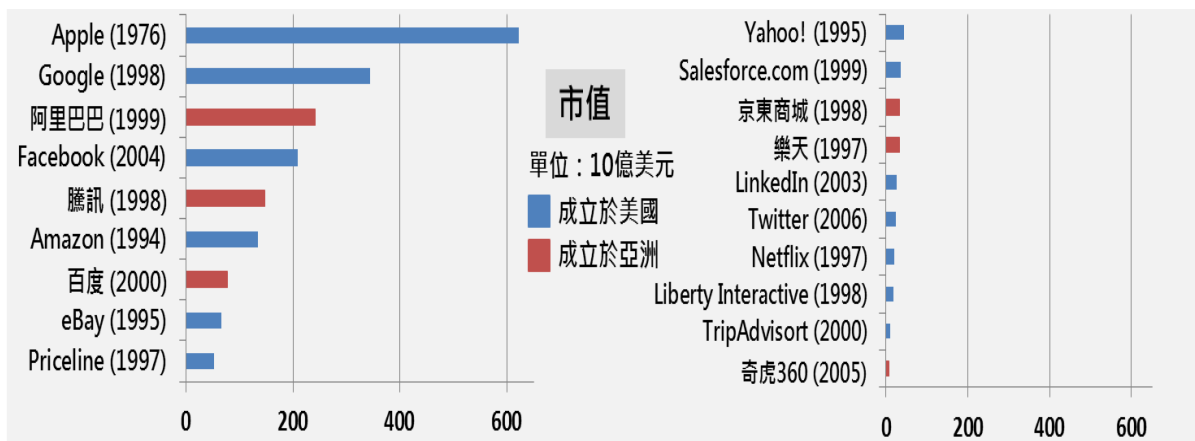 Apple (1976)
Google (1998)
阿里巴巴 (1999)
Facebook (2004)
騰訊 (1998)
Amazon (1994)
百度 (2000)
eBay (1995)
Priceline (1997)
0 200 400 600
市值
單位：10億美元
成立於美國
成立於亞洲
Yahoo! (1995)
Salesforce.com (1999)
京東商城 (1998)
樂天 (1997)
LinkedIn (2003)
Twitter (2006)
Netflix (1997)
Liberty Interactive (1998)
TripAdvisort (2000)
奇虎360 (2005)
0 200 400 600